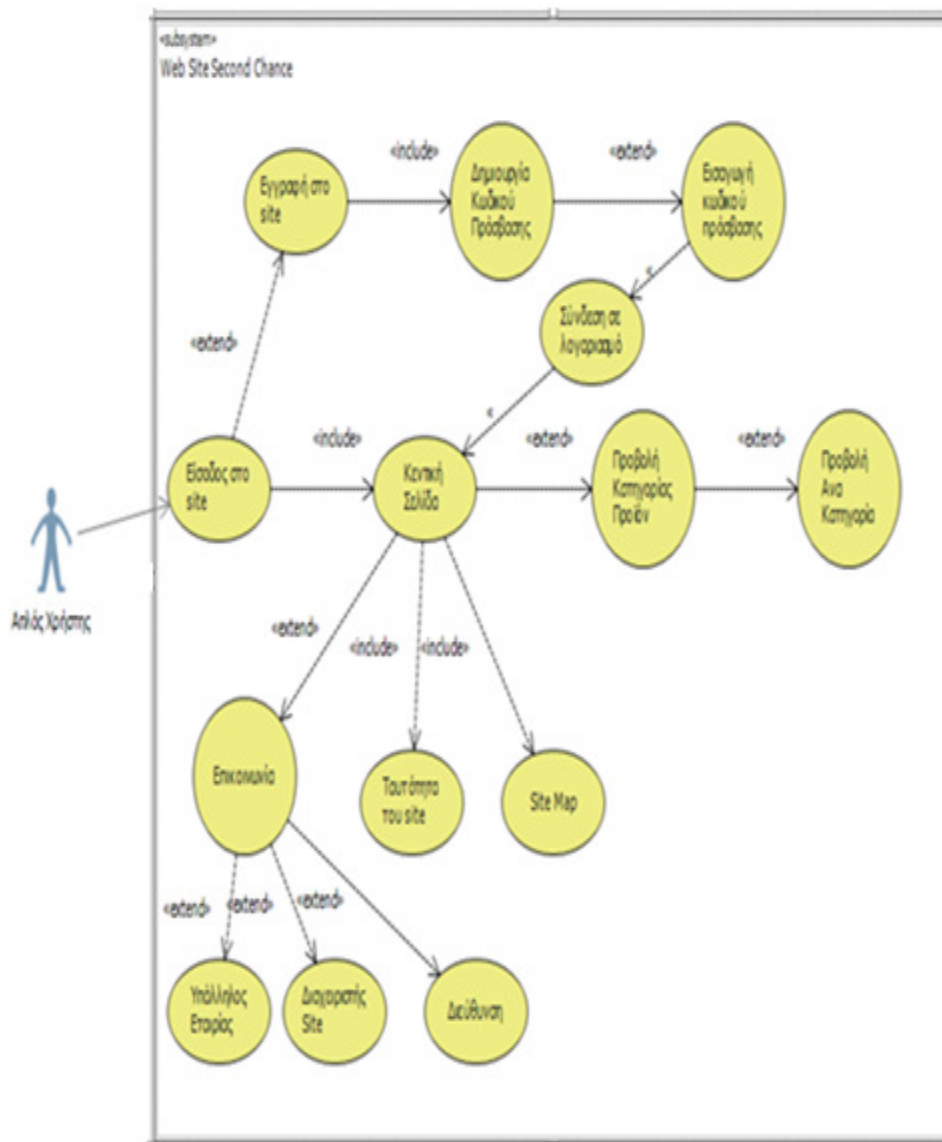 «subsystem»
Web Site Second Chance
«include»
«extend»
Εγγραφή στο
site
Δημιουργία
Κωδικού
Πρόσβασης
Εισαγωγή
κωδικού
πρόσβασης
«extend»
Σύνδεση σε
λογαριασμό
«include»
«extend»
«extend»
Είσοδος στο
site
Κεντική
Σελίδα
Προβολή
Κατηγορίας
Προϊόν
Προβολή
Ανα
Κατηγορία
Απλός Χρήστης
«extend»
«include»
«include»
Επικοινωνία
Ταυτότητα
του site
Site Map
«extend»
«extend»
«extend»
Υπάλληλος
Εταιρίας
Διαχαριστής
Site
Διεύθυνση